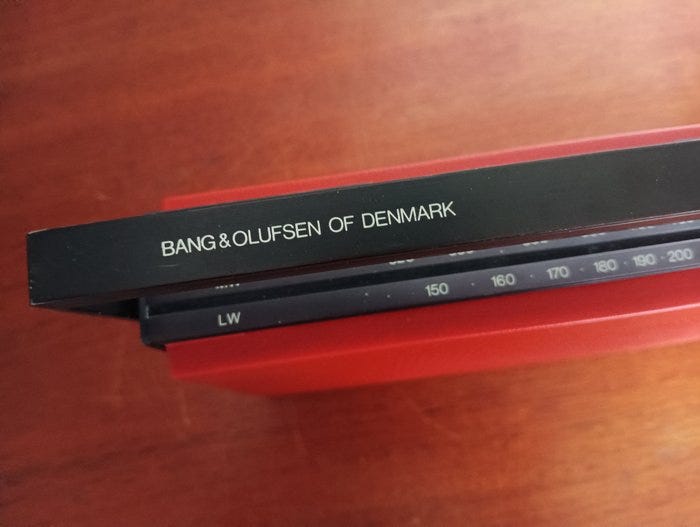 BANG & OLUFSEN OF DENMARK
LW 150 160 170 180 190 200